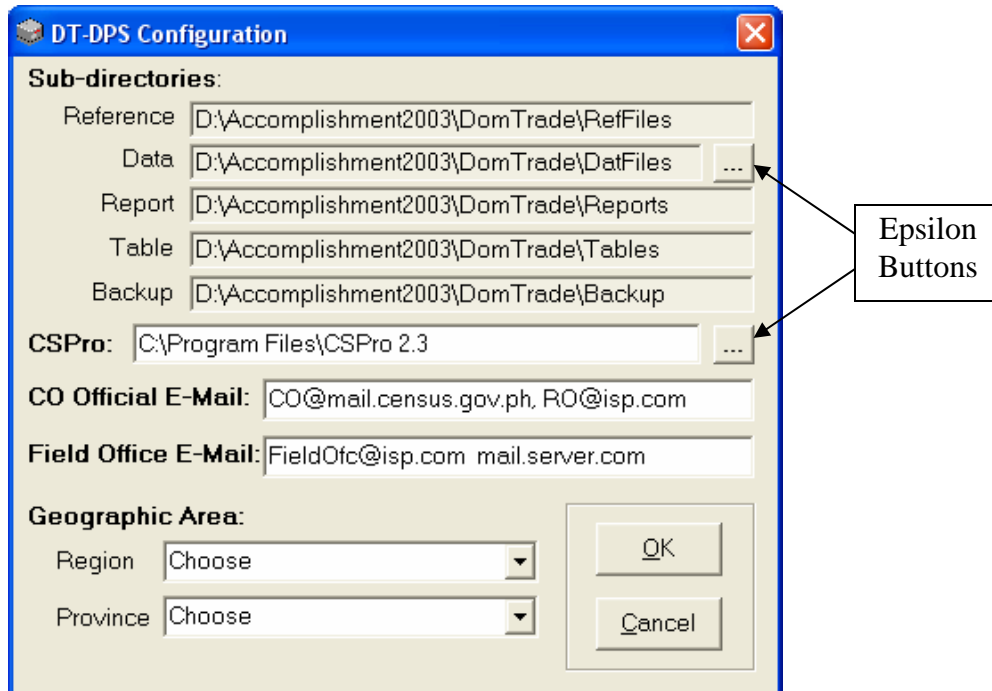 DT-DPS Configuration
Sub-directories:
Reference D:\Accomplishment2003\DomTrade\RefFiles
Data D:\Accomplishment2003\DomTrade\DatFiles ...
Report D:\Accomplishment2003\DomTrade\Reports
Table D:\Accomplishment2003\DomTrade\Tables
Backup D:\Accomplishment2003\DomTrade\Backup
CSPro: C:\Program Files\CSPro 2.3 ...
CO Official E-Mail: CO@mail.census.gov.ph, RO@isp.com
Field Office E-Mail: FieldOfc@isp.com mail.server.com
Geographic Area:
Region Choose
Province Choose
OK
Cancel
Epsilon
Buttons